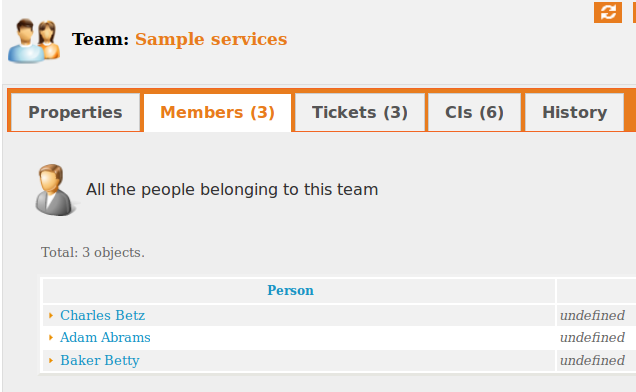 Team: Sample services
Properties Members (3) Tickets (3) CIs (6) History
All the people belonging to this team
Total: 3 objects.
Person
Charles Betz undefined
Adam Abrams undefined
Baker Betty undefined